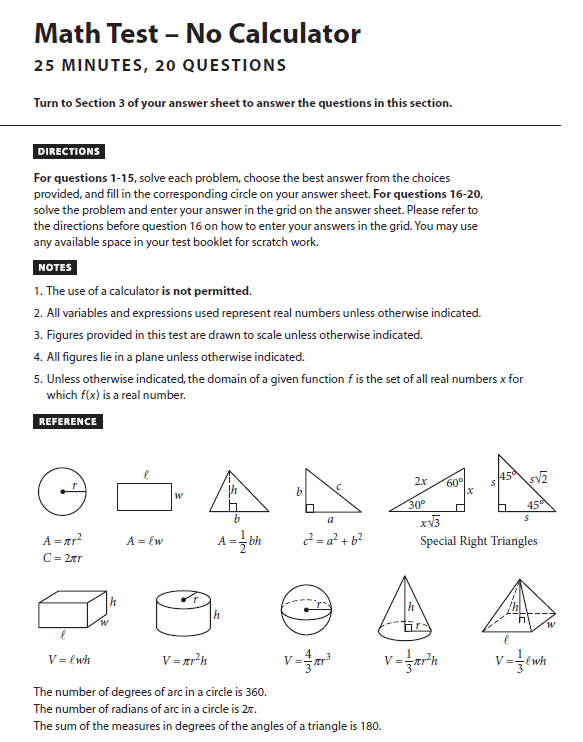 Math Test – No Calculator
25 MINUTES, 20 QUESTIONS
Turn to Section 3 of your answer sheet to answer the questions in this section.
DIRECTIONS
For questions 1-15, solve each problem, choose the best answer from the choices
provided, and fill in the corresponding circle on your answer sheet. For questions 16-20,
solve the problem and enter your answer in the grid on the answer sheet. Please refer to
the directions before question 16 on how to enter your answers in the grid. You may use
any available space in your test booklet for scratch work.
NOTES
1. The use of a calculator is not permitted.
2. All variables and expressions used represent real numbers unless otherwise indicated.
3. Figures provided in this test are drawn to scale unless otherwise indicated.
4. All figures lie in a plane unless otherwise indicated.
5. Unless otherwise indicated, the domain of a given function f is the set of all real numbers x for
which f(x) is a real number.
REFERENCE
r
ℓ
w
h
b
b
c
a
2x
60°
30°
x
x√3
s
45°
s√2
45°
s
A = πr²
C = 2πr
A = ℓw
A = 1/2 bh
c² = a² + b²
Special Right Triangles
h
w
ℓ
r
h
r
h
r
h
w
ℓ
V = ℓwh
V = πr²h
V = 4/3 πr³
V = 1/3 πr²h
V = 1/3 ℓwh
The number of degrees of arc in a circle is 360.
The number of radians of arc in a circle is 2π.
The sum of the measures in degrees of the angles of a triangle is 180.